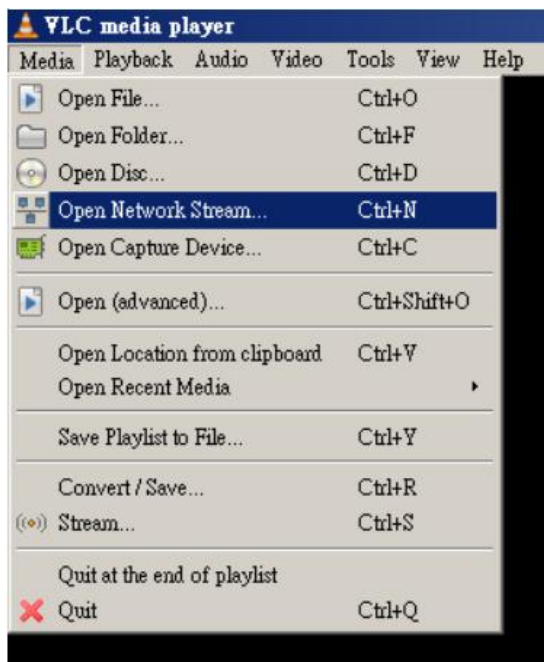 VLC media player
Media Playback Audio Video Tools View Help
Open File... Ctrl+O
Open Folder... Ctrl+F
Open Disc... Ctrl+D
Open Network Stream... Ctrl+N
Open Capture Device... Ctrl+C
Open (advanced)... Ctrl+Shift+O
Open Location from clipboard Ctrl+V
Open Recent Media
Save Playlist to File... Ctrl+Y
Convert / Save... Ctrl+R
Stream... Ctrl+S
Quit at the end of playlist
Quit Ctrl+Q